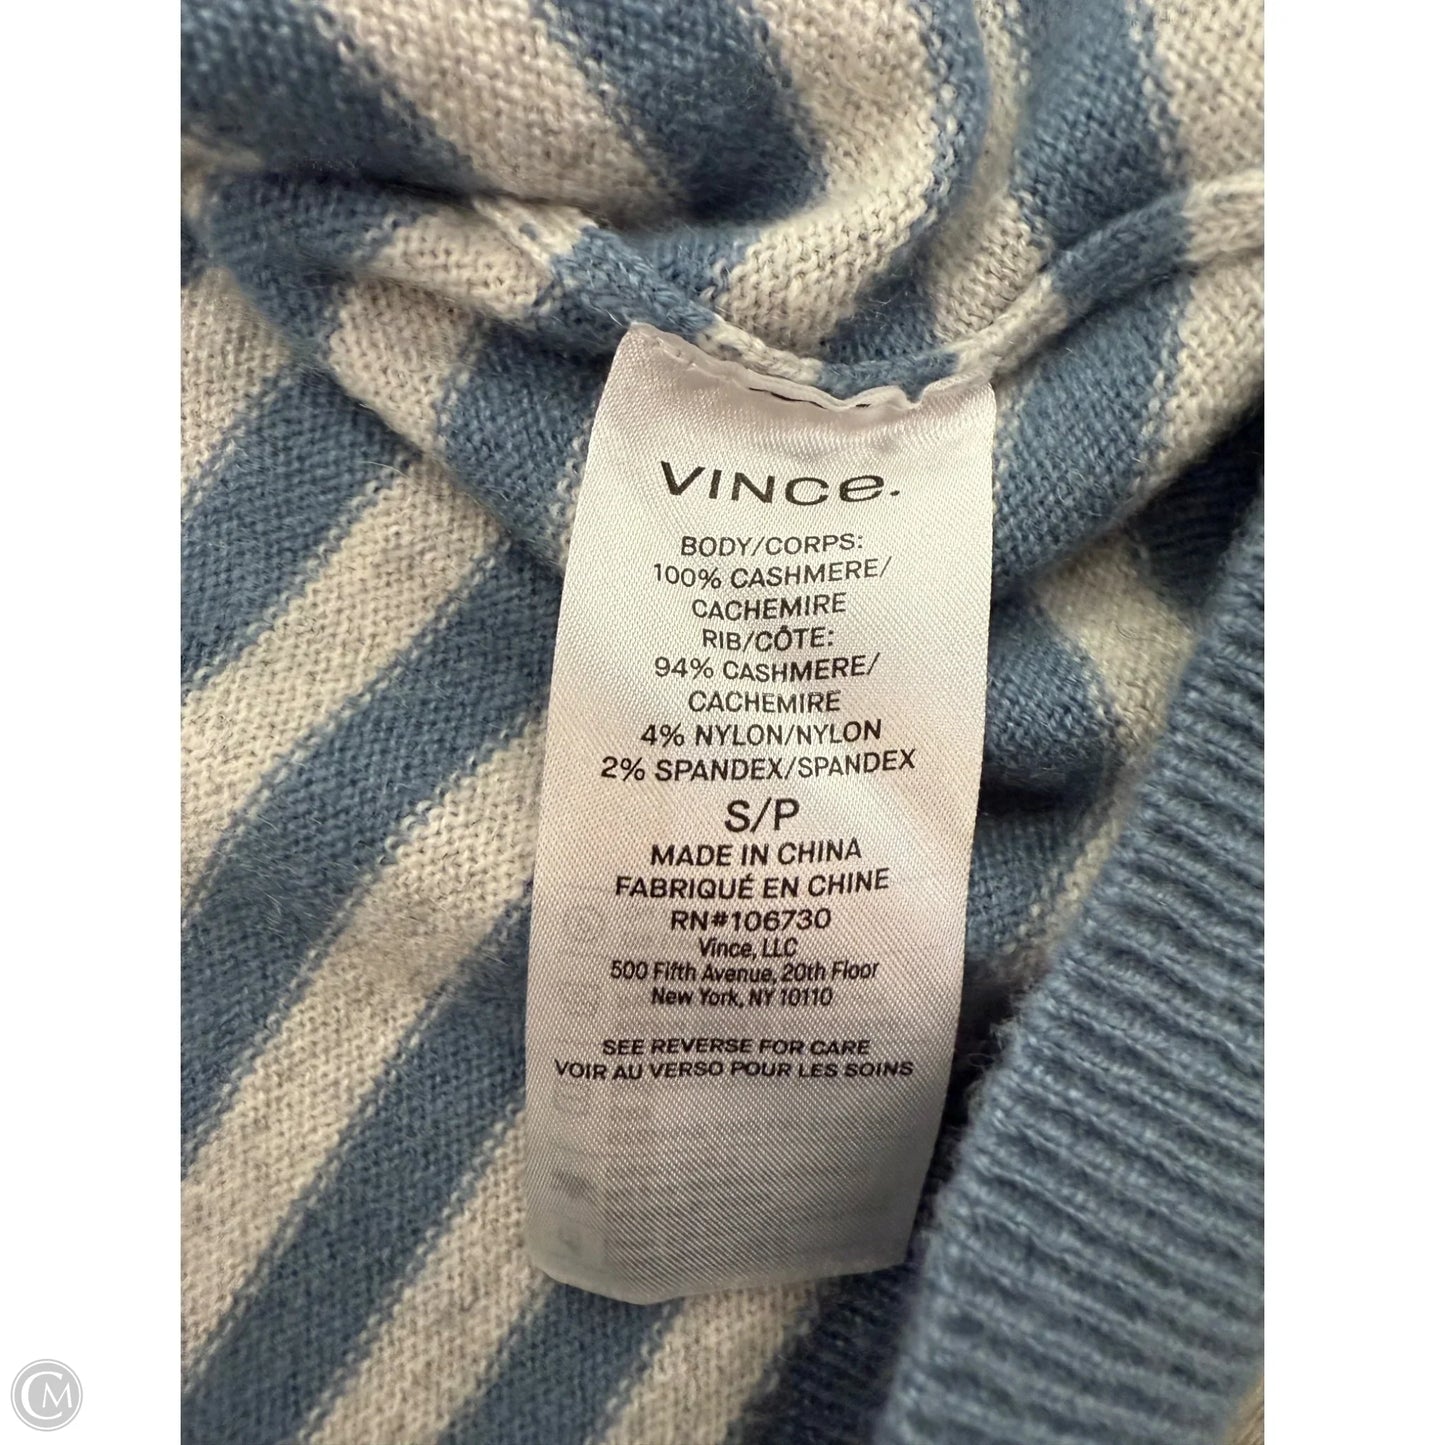 VINCe.
BODY/CORPS:
100% CASHMERE/
CACHEMIRE
RIB/CÔTE:
94% CASHMERE/
CACHEMIRE
4% NYLON/NYLON
2% SPANDEX/SPANDEX
S/P
MADE IN CHINA
FABRIQUÉ EN CHINE
RN#106730
Vince, LLC
500 Fifth Avenue, 20th Floor
New York, NY 10110
SEE REVERSE FOR CARE
VOIR AU VERSO POUR LES SOINS
CM